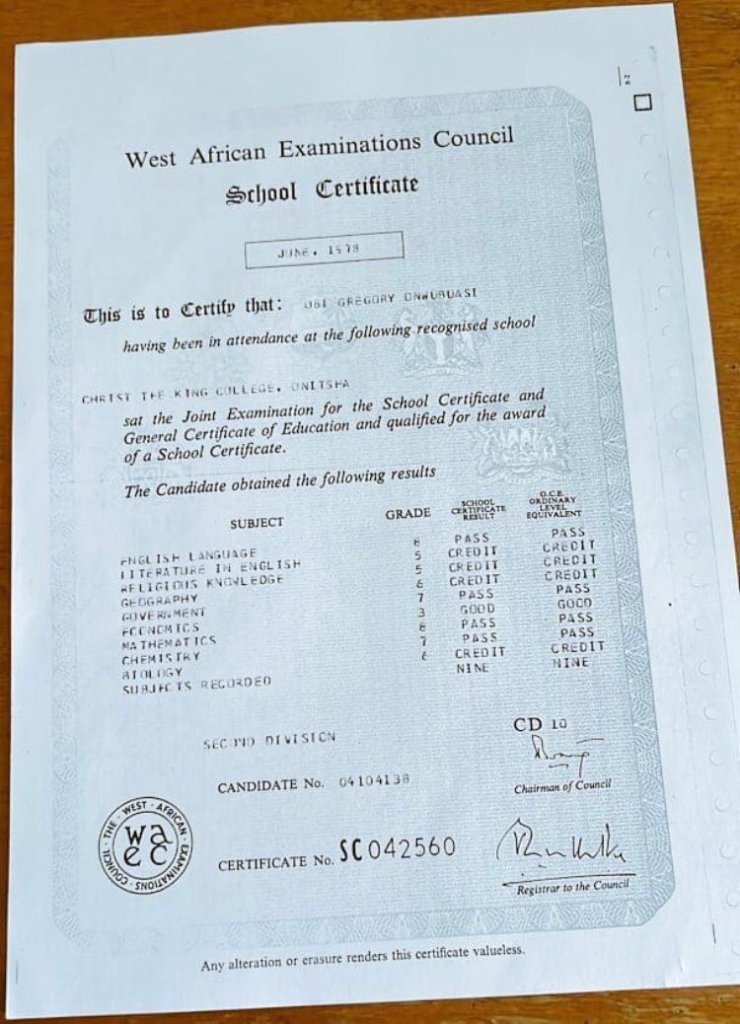 West African Examinations Council
School Certificate
JUNE, 1978
This is to Certify that: OBI GREGORY ONWUBUASI
having been in attendance at the following recognised school
CHRIST THE KING COLLEGE, ONITSHA
sat the Joint Examination for the School Certificate and
General Certificate of Education and qualified for the award
of a School Certificate.
The Candidate obtained the following results
SUBJECT GRADE SCHOOL CERTIFICATE RESULT G.C.E. ORDINARY LEVEL EQUIVALENT
ENGLISH LANGUAGE 8 PASS PASS
LITERATURE IN ENGLISH 5 CREDIT CREDIT
RELIGIOUS KNOWLEDGE 5 CREDIT CREDIT
GEOGRAPHY 6 CREDIT CREDIT
GOVERNMENT 7 PASS PASS
ECONOMICS 3 GOOD GOOD
MATHEMATICS 8 PASS PASS
CHEMISTRY 7 PASS PASS
BIOLOGY 6 CREDIT CREDIT
SUBJECTS RECORDED NINE NINE
SECOND DIVISION
CD 10
Chairman of Council
CANDIDATE No. 04104138
THE WEST AFRICAN EXAMINATIONS COUNCIL
waec
CERTIFICATE No. SC042560
Registrar to the Council
Any alteration or erasure renders this certificate valueless.